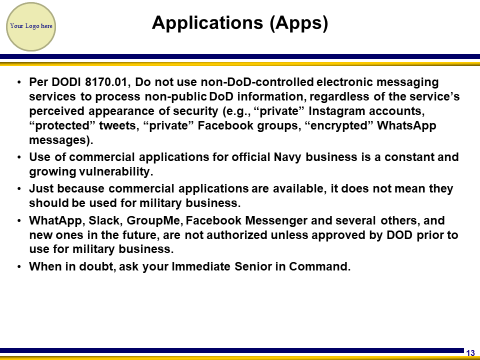 Your Logo here
Applications (Apps)
• Per DODI 8170.01, Do not use non-DoD-controlled electronic messaging
services to process non-public DoD information, regardless of the service's
perceived appearance of security (e.g., “private” Instagram accounts,
“protected” tweets, “private” Facebook groups, “encrypted” WhatsApp
messages).
• Use of commercial applications for official Navy business is a constant and
growing vulnerability.
• Just because commercial applications are available, it does not mean they
should be used for military business.
• WhatApp, Slack, GroupMe, Facebook Messenger and several others, and
new ones in the future, are not authorized unless approved by DOD prior to
use for military business.
• When in doubt, ask your Immediate Senior in Command.
13